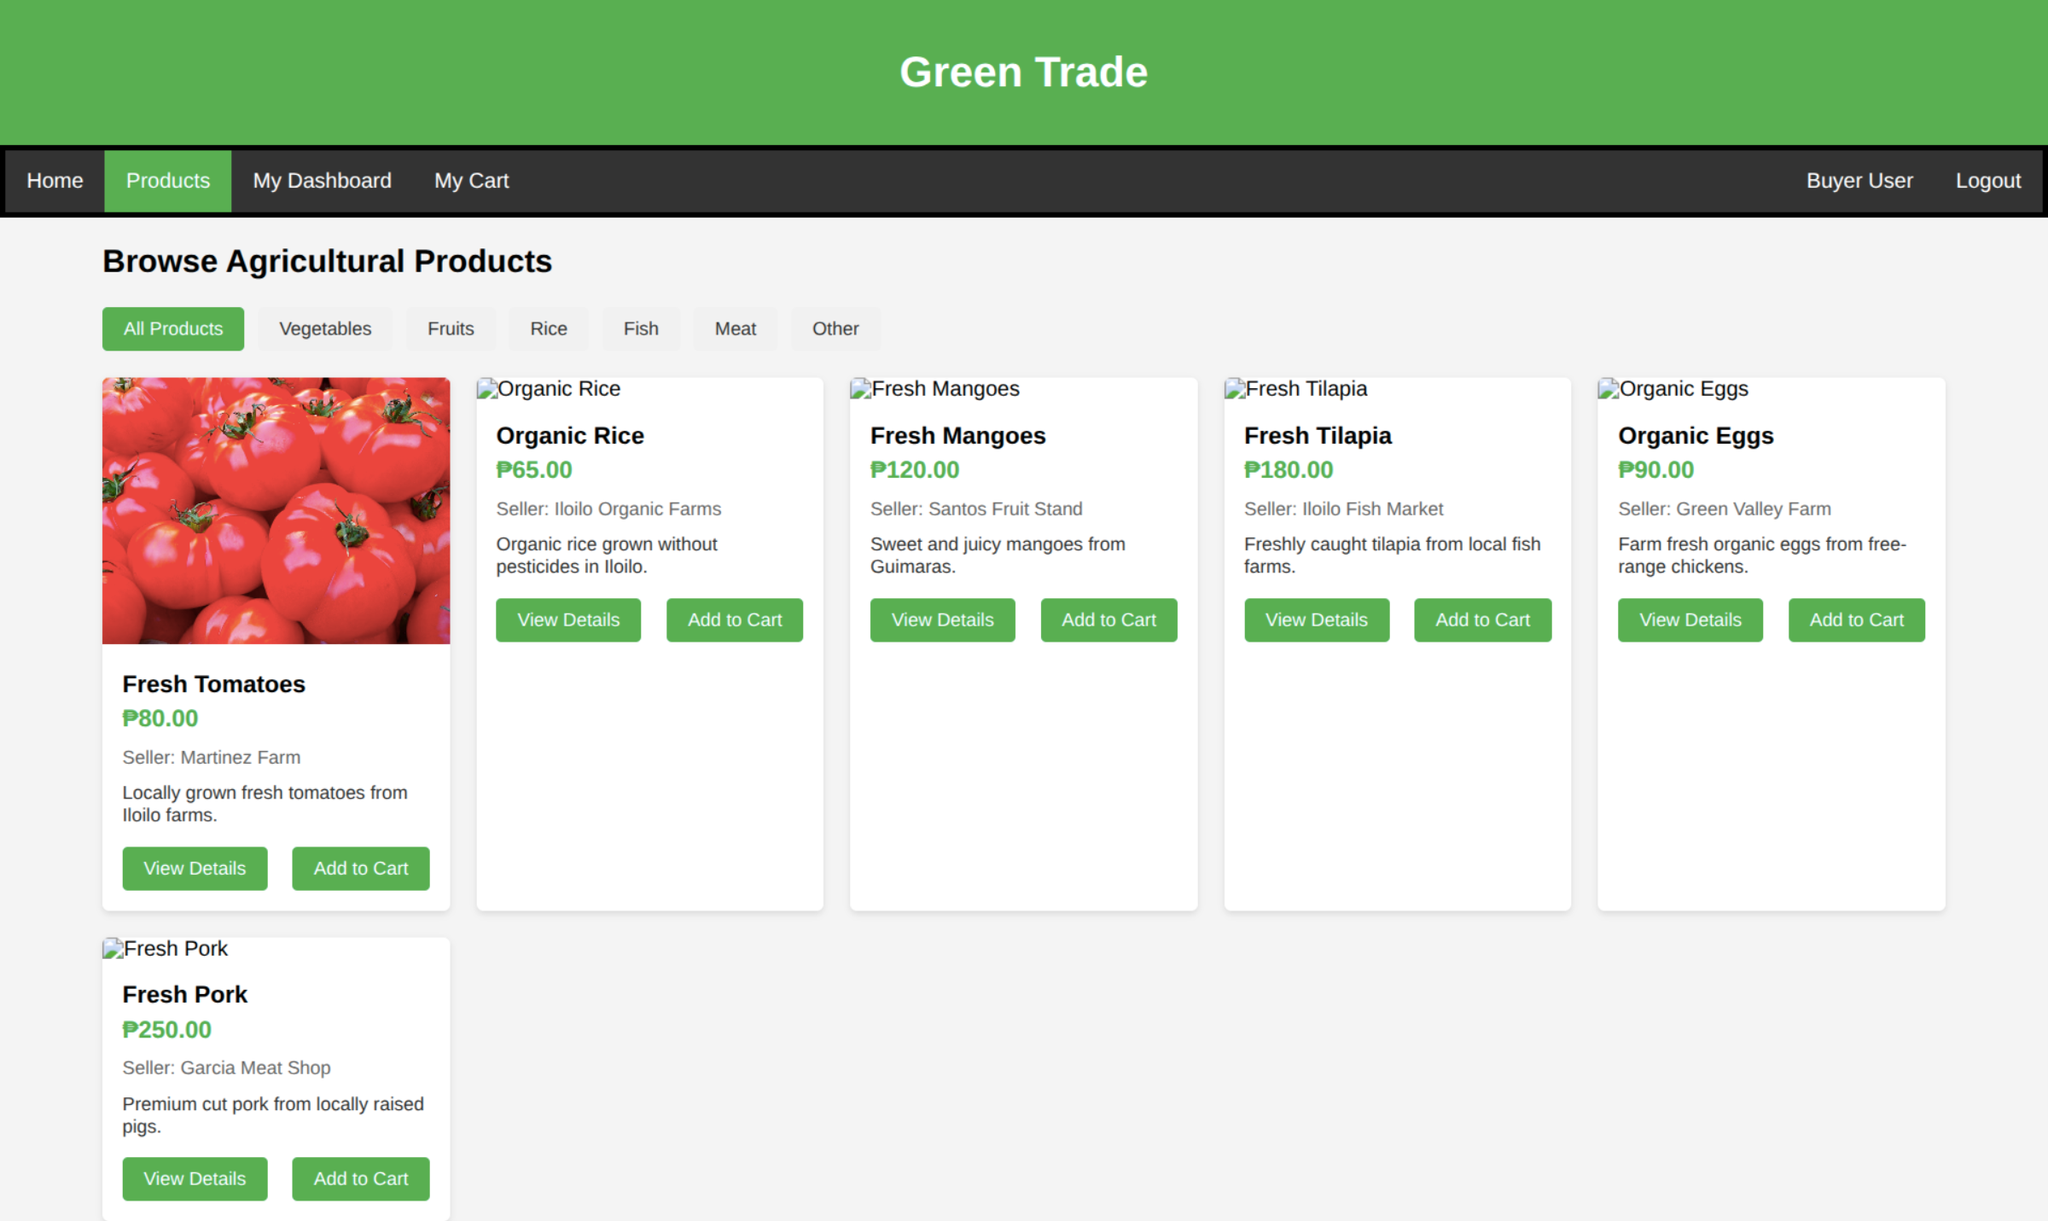 Green Trade
Home
Products
My Dashboard
My Cart
Buyer User
Logout
Browse Agricultural Products
All Products
Vegetables
Fruits
Rice
Fish
Meat
Other
Fresh Tomatoes
₱80.00
Seller: Martinez Farm
Locally grown fresh tomatoes from
Iloilo farms.
View Details
Add to Cart
Organic Rice
Organic Rice
₱65.00
Seller: Iloilo Organic Farms
Organic rice grown without
pesticides in Iloilo.
View Details
Add to Cart
Fresh Mangoes
Fresh Mangoes
₱120.00
Seller: Santos Fruit Stand
Sweet and juicy mangoes from
Guimaras.
View Details
Add to Cart
Fresh Tilapia
Fresh Tilapia
₱180.00
Seller: Iloilo Fish Market
Freshly caught tilapia from local fish
farms.
View Details
Add to Cart
Organic Eggs
Organic Eggs
₱90.00
Seller: Green Valley Farm
Farm fresh organic eggs from free-
range chickens.
View Details
Add to Cart
Fresh Pork
Fresh Pork
₱250.00
Seller: Garcia Meat Shop
Premium cut pork from locally raised
pigs.
View Details
Add to Cart